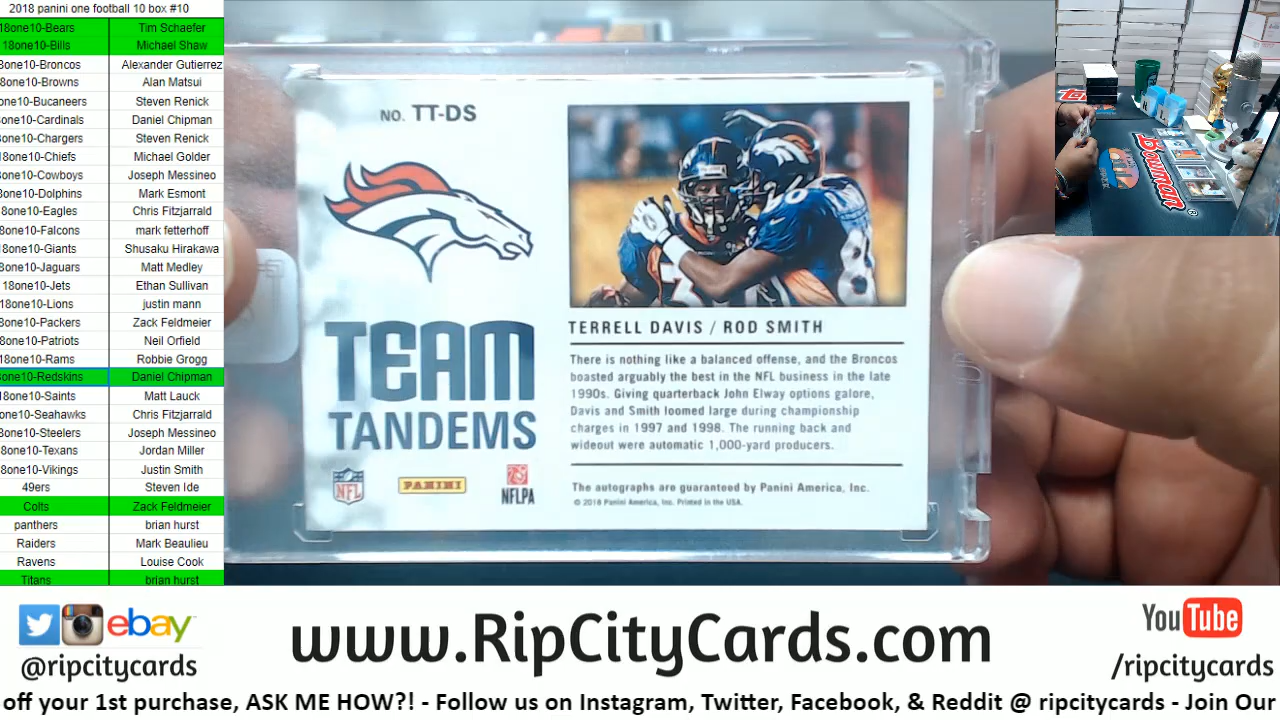 2018 panini one football 10 box #10
18one10-Bears Tim Schaefer
18one10-Bills Michael Shaw
8one10-Broncos Alexander Gutierrez
8one10-Browns Alan Matsui
one10-Bucaneers Steven Renick
one10-Cardinals Daniel Chipman
one10-Chargers Steven Renick
18one10-Chiefs Michael Golder
one10-Cowboys Joseph Messineo
one10-Dolphins Mark Esmont
18one10-Eagles Chris Fitzjarrald
8one10-Falcons mark fetterhoff
18one10-Giants Shusaku Hirakawa
8one10-Jaguars Matt Medley
18one10-Jets Ethan Sullivan
18one10-Lions justin mann
8one10-Packers Zack Feldmeier
8one10-Patriots Neil Orfield
18one10-Rams Robbie Grogg
one10-Redskins Daniel Chipman
18one10-Saints Matt Lauck
one10-Seahawks Chris Fitzjarrald
8one10-Steelers Joseph Messineo
8one10-Texans Jordan Miller
8one10-Vikings Justin Smith
49ers Steven Ide
Colts Zack Feldmeier
panthers brian hurst
Raiders Mark Beaulieu
Ravens Louise Cook
Titans brian hurst
NO. TT-DS
TEAM
TANDEMS
NFL PANINI NFLPA
TERRELL DAVIS / ROD SMITH
There is nothing like a balanced offense, and the Broncos
boasted arguably the best in the NFL business in the late
1990s. Giving quarterback John Elway options galore,
Davis and Smith loomed large during championship
charges in 1997 and 1998. The running back and
wideout were automatic 1,000-yard producers.
The autographs are guaranteed by Panini America, Inc.
© 2018 Panini America, Inc. Printed in the USA.
Bowman
ebay
@ripcitycards
www.RipCityCards.com
YouTube
/ripcitycards
off your 1st purchase, ASK ME HOW?! - Follow us on Instagram, Twitter, Facebook, & Reddit @ ripcitycards - Join Our